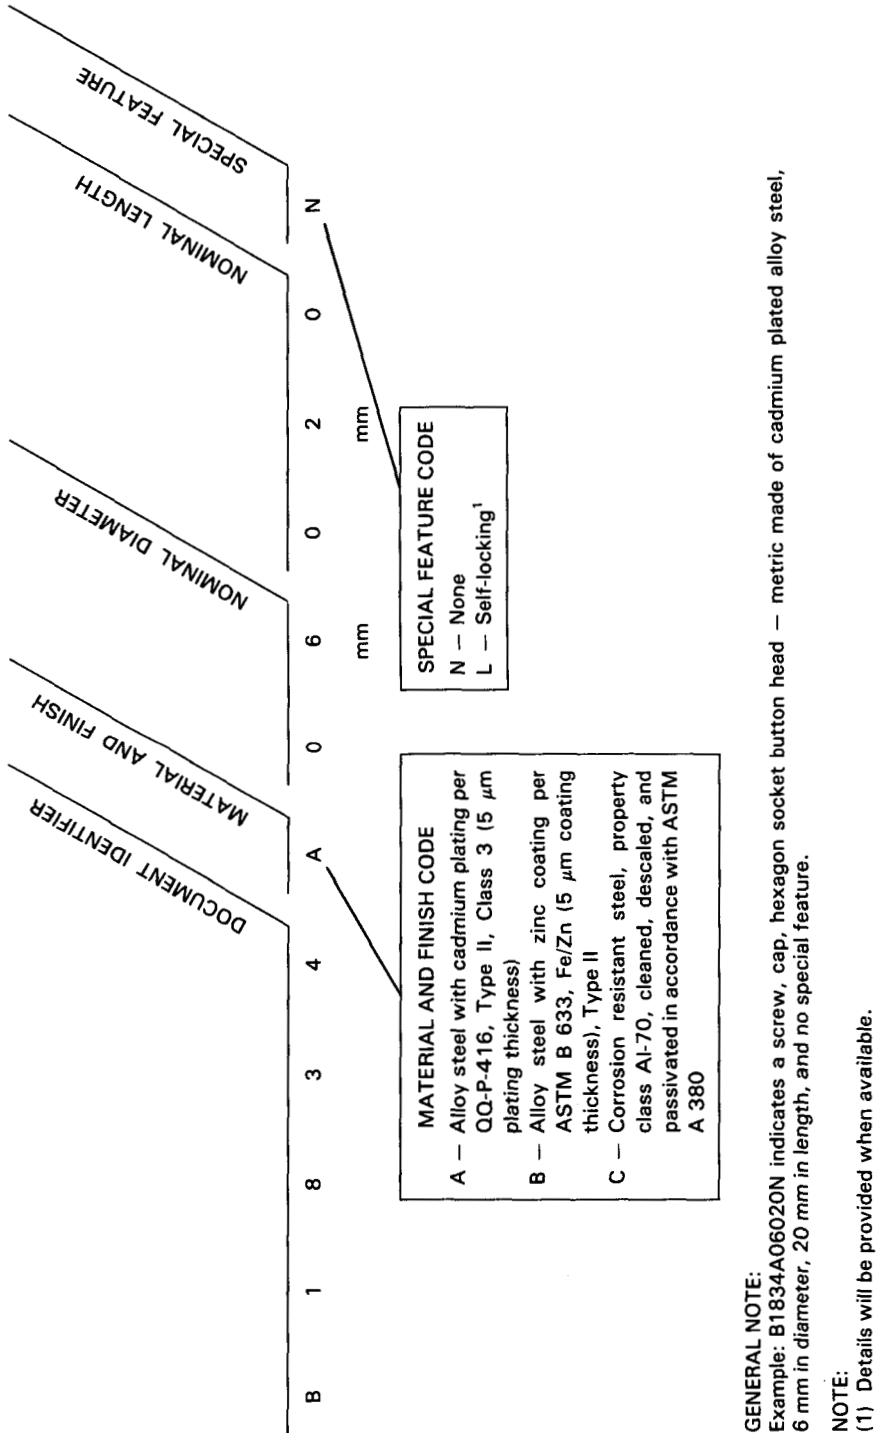 DOCUMENT IDENTIFIER
MATERIAL AND FINISH
NOMINAL DIAMETER
NOMINAL LENGTH
SPECIAL FEATURE
B 1 8 3 4 A 0 6 0 2 0 N
mm mm
MATERIAL AND FINISH CODE
A — Alloy steel with cadmium plating per
QQ-P-416, Type II, Class 3 (5 μm
plating thickness)
B — Alloy steel with zinc coating per
ASTM B 633, Fe/Zn (5 μm coating
thickness), Type II
C — Corrosion resistant steel, property
class AI-70, cleaned, descaled, and
passivated in accordance with ASTM
A 380
SPECIAL FEATURE CODE
N — None
L — Self-locking¹
GENERAL NOTE:
Example: B1834A06020N indicates a screw, cap, hexagon socket button head — metric made of cadmium plated alloy steel,
6 mm in diameter, 20 mm in length, and no special feature.
NOTE:
(1) Details will be provided when available.